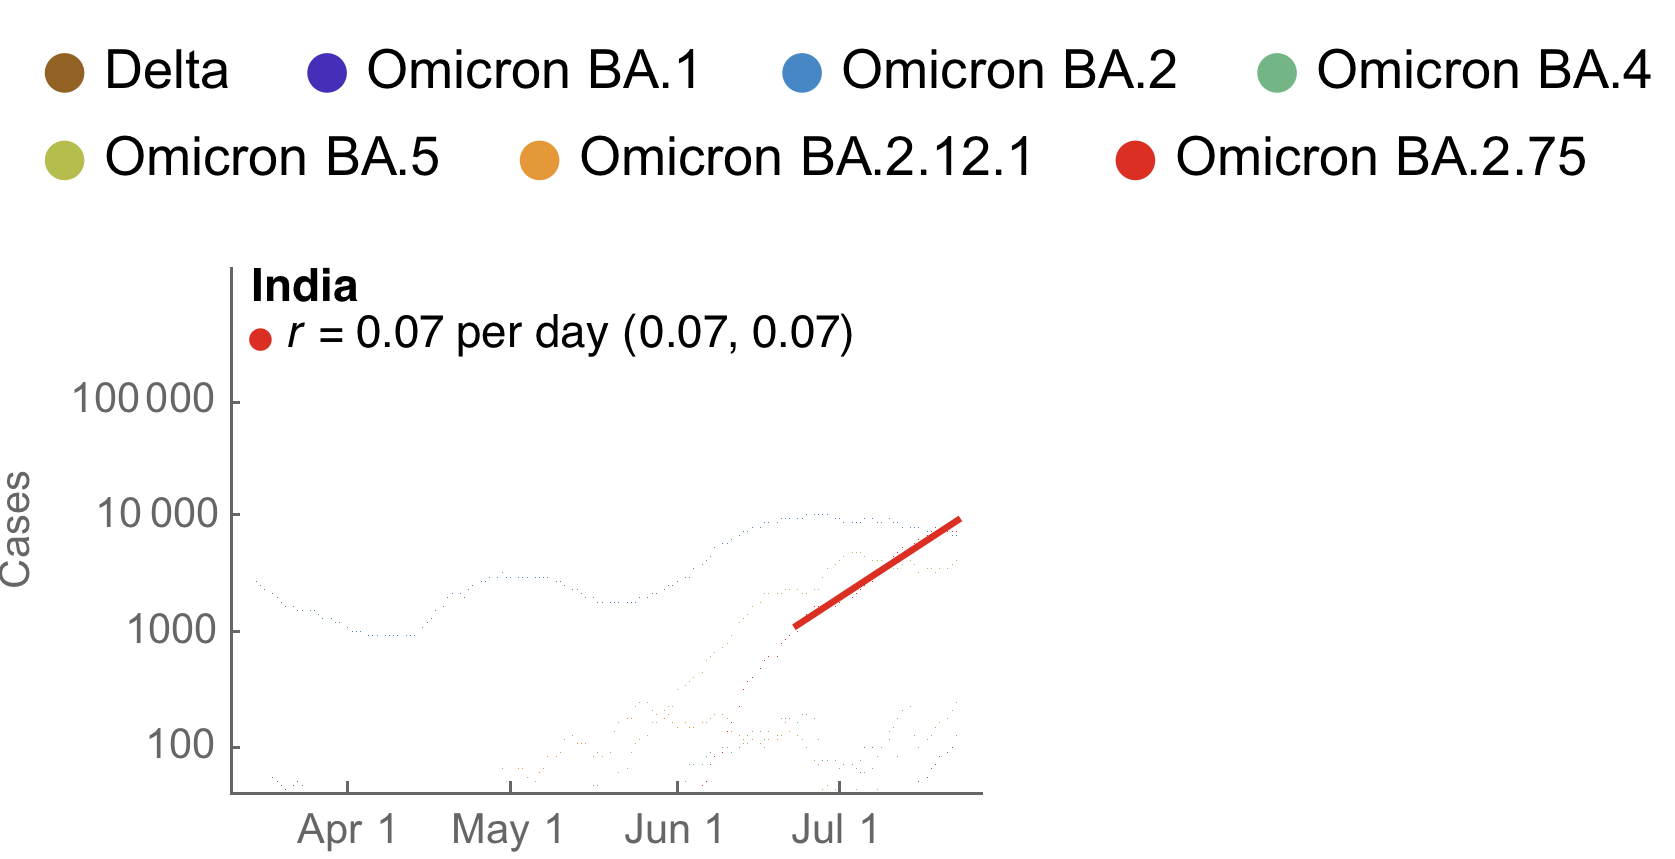 Delta Omicron BA.1 Omicron BA.2 Omicron BA.4
Omicron BA.5 Omicron BA.2.12.1 Omicron BA.2.75
India
r = 0.07 per day (0.07, 0.07)
100 000
10 000
1000
100
Cases
Apr 1 May 1 Jun 1 Jul 1